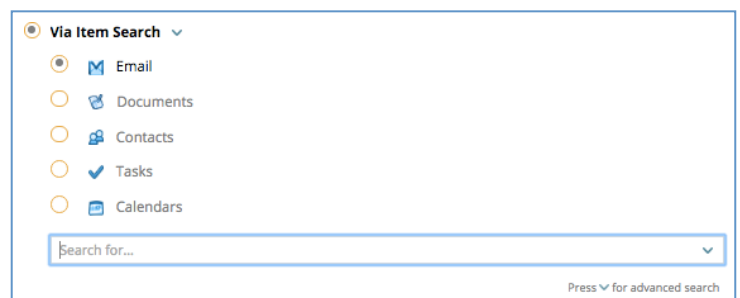 Via Item Search
Email
Documents
Contacts
Tasks
Calendars
Search for...
Press for advanced search